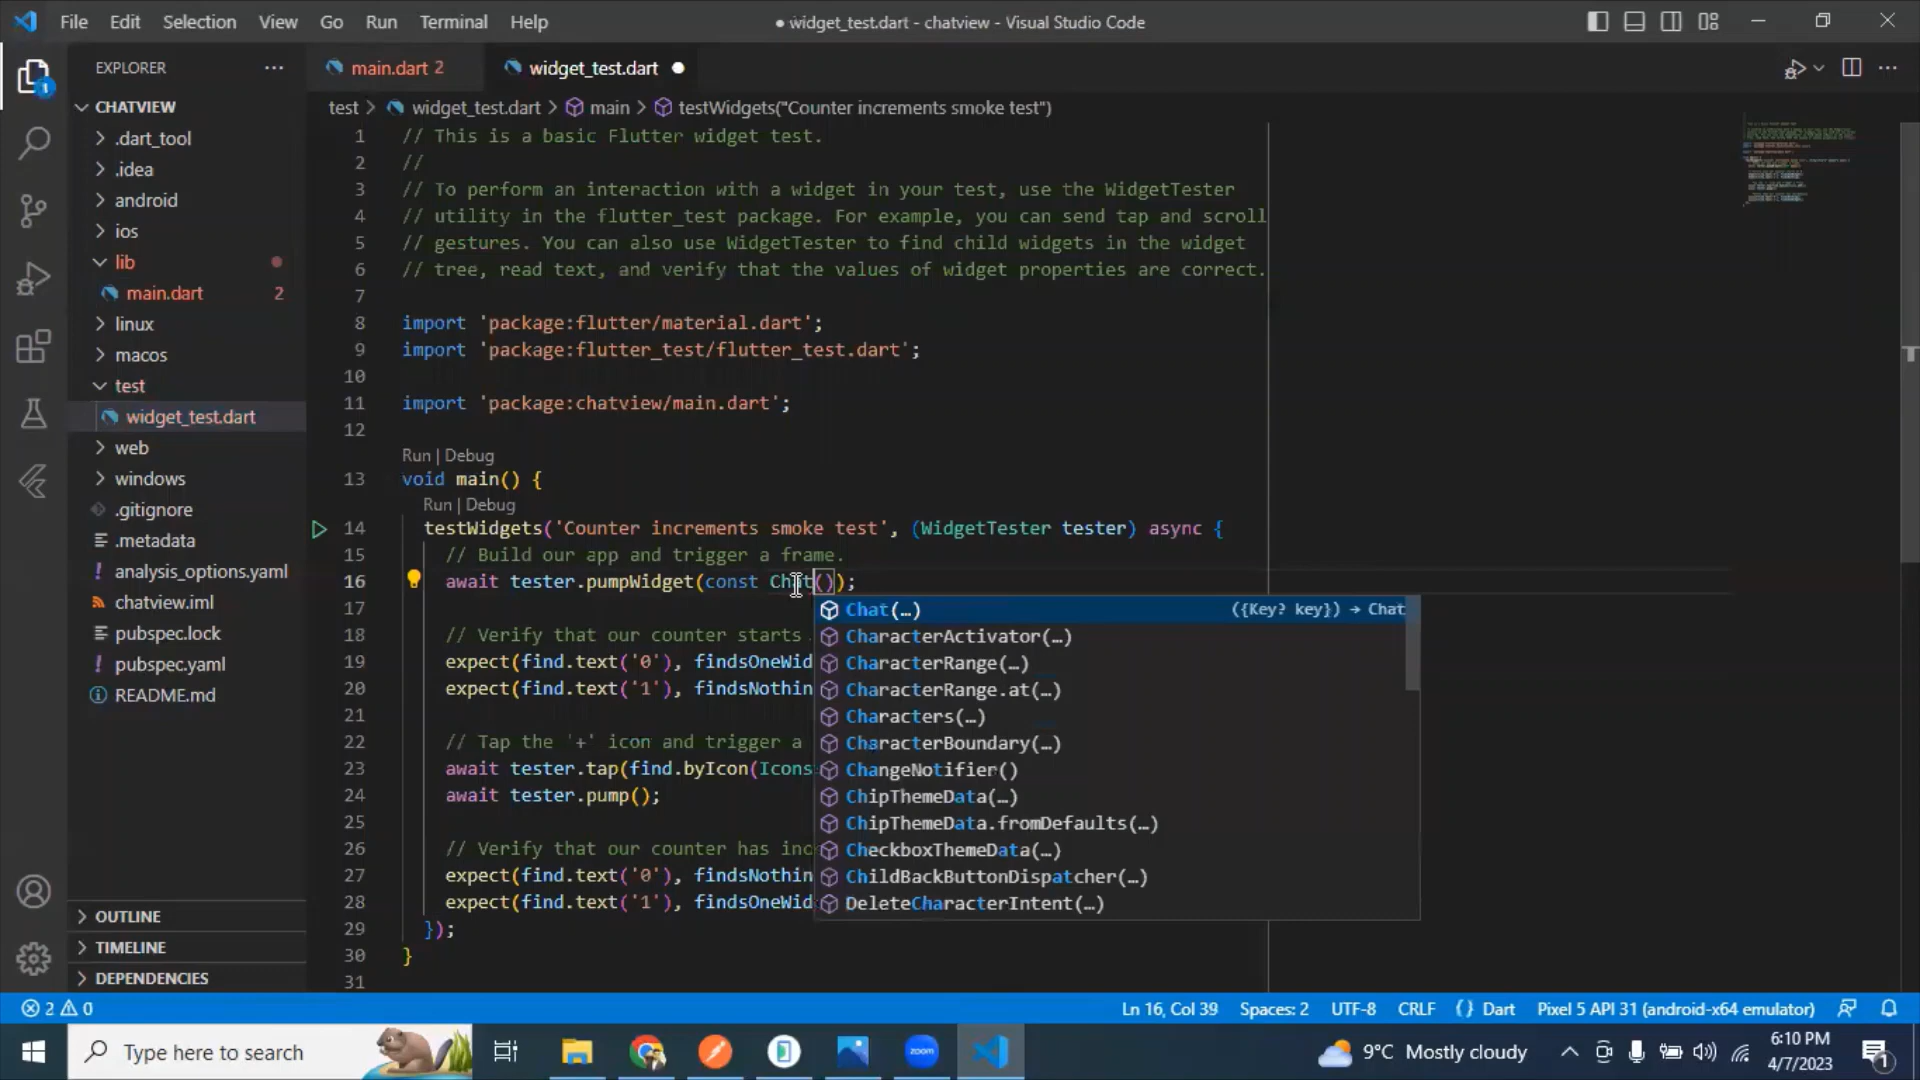 File Edit Selection View Go Run Terminal Help
● widget_test.dart - chatview - Visual Studio Code
EXPLORER
main.dart 2
widget_test.dart
CHATVIEW
test > widget_test.dart > main > testWidgets("Counter increments smoke test")
.dart_tool
.idea
android
ios
lib
main.dart 2
linux
macos
test
widget_test.dart
web
windows
.gitignore
.metadata
analysis_options.yaml
chatview.iml
pubspec.lock
pubspec.yaml
README.md
OUTLINE
TIMELINE
DEPENDENCIES
1
1 // This is a basic Flutter widget test.
2 //
3 // To perform an interaction with a widget in your test, use the WidgetTester
4 // utility in the flutter_test package. For example, you can send tap and scroll
5 // gestures. You can also use WidgetTester to find child widgets in the widget
6 // tree, read text, and verify that the values of widget properties are correct.
7
8 import 'package:flutter/material.dart';
9 import 'package:flutter_test/flutter_test.dart';
10
11 import 'package:chatview/main.dart';
12
Run | Debug
13 void main() {
Run | Debug
14 testWidgets('Counter increments smoke test', (WidgetTester tester) async {
15 // Build our app and trigger a frame.
16 await tester.pumpWidget(const Chat());
17
18 // Verify that our counter starts
19 expect(find.text('0'), findsOneWid
20 expect(find.text('1'), findsNothin
21
22 // Tap the '+' icon and trigger a
23 await tester.tap(find.byIcon(Icons
24 await tester.pump();
25
26 // Verify that our counter has inc
27 expect(find.text('0'), findsNothin
28 expect(find.text('1'), findsOneWid
29 });
30 }
31
Chat(…) ({Key? key}) → Chat
CharacterActivator(…)
CharacterRange(…)
CharacterRange.at(…)
Characters(…)
CharacterBoundary(…)
ChangeNotifier()
ChipThemeData(…)
ChipThemeData.fromDefaults(…)
CheckboxThemeData(…)
ChildBackButtonDispatcher(…)
DeleteCharacterIntent(…)
2 0
Ln 16, Col 39 Spaces: 2 UTF-8 CRLF {} Dart Pixel 5 API 31 (android-x64 emulator)
Type here to search
zoom
9°C Mostly cloudy
6:10 PM
4/7/2023
1